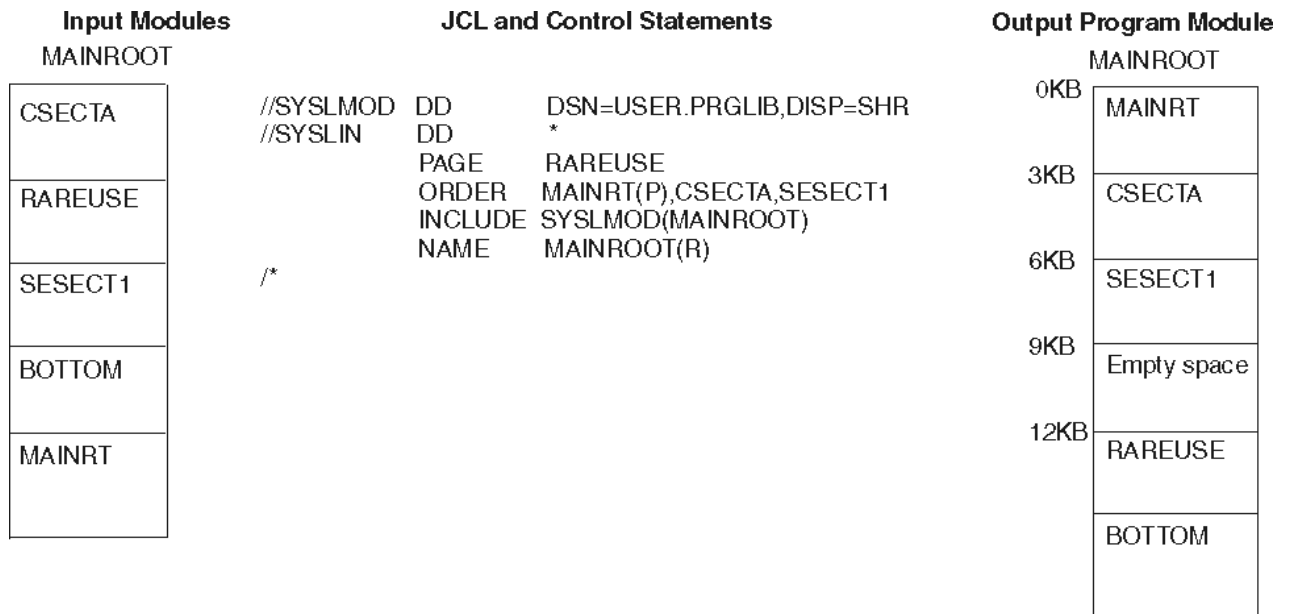 Input Modules
MAINROOT
CSECTA
RAREUSE
SESECT1
BOTTOM
MAINRT
JCL and Control Statements
//SYSLMOD DD DSN=USER.PRGLIB,DISP=SHR
//SYSLIN DD *
PAGE RAREUSE
ORDER MAINRT(P),CSECTA,SESECT1
INCLUDE SYSLMOD(MAINROOT)
NAME MAINROOT(R)
/*
Output Program Module
MAINROOT
0KB
MAINRT
3KB
CSECTA
6KB
SESECT1
9KB
Empty space
12KB
RAREUSE
BOTTOM